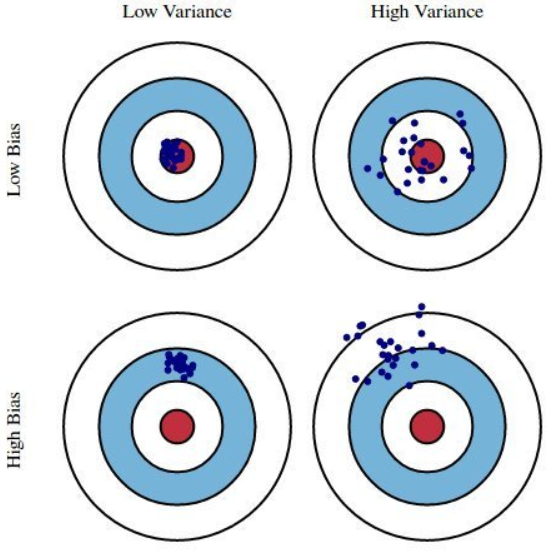 Low Variance
High Variance
Low Bias
High Bias